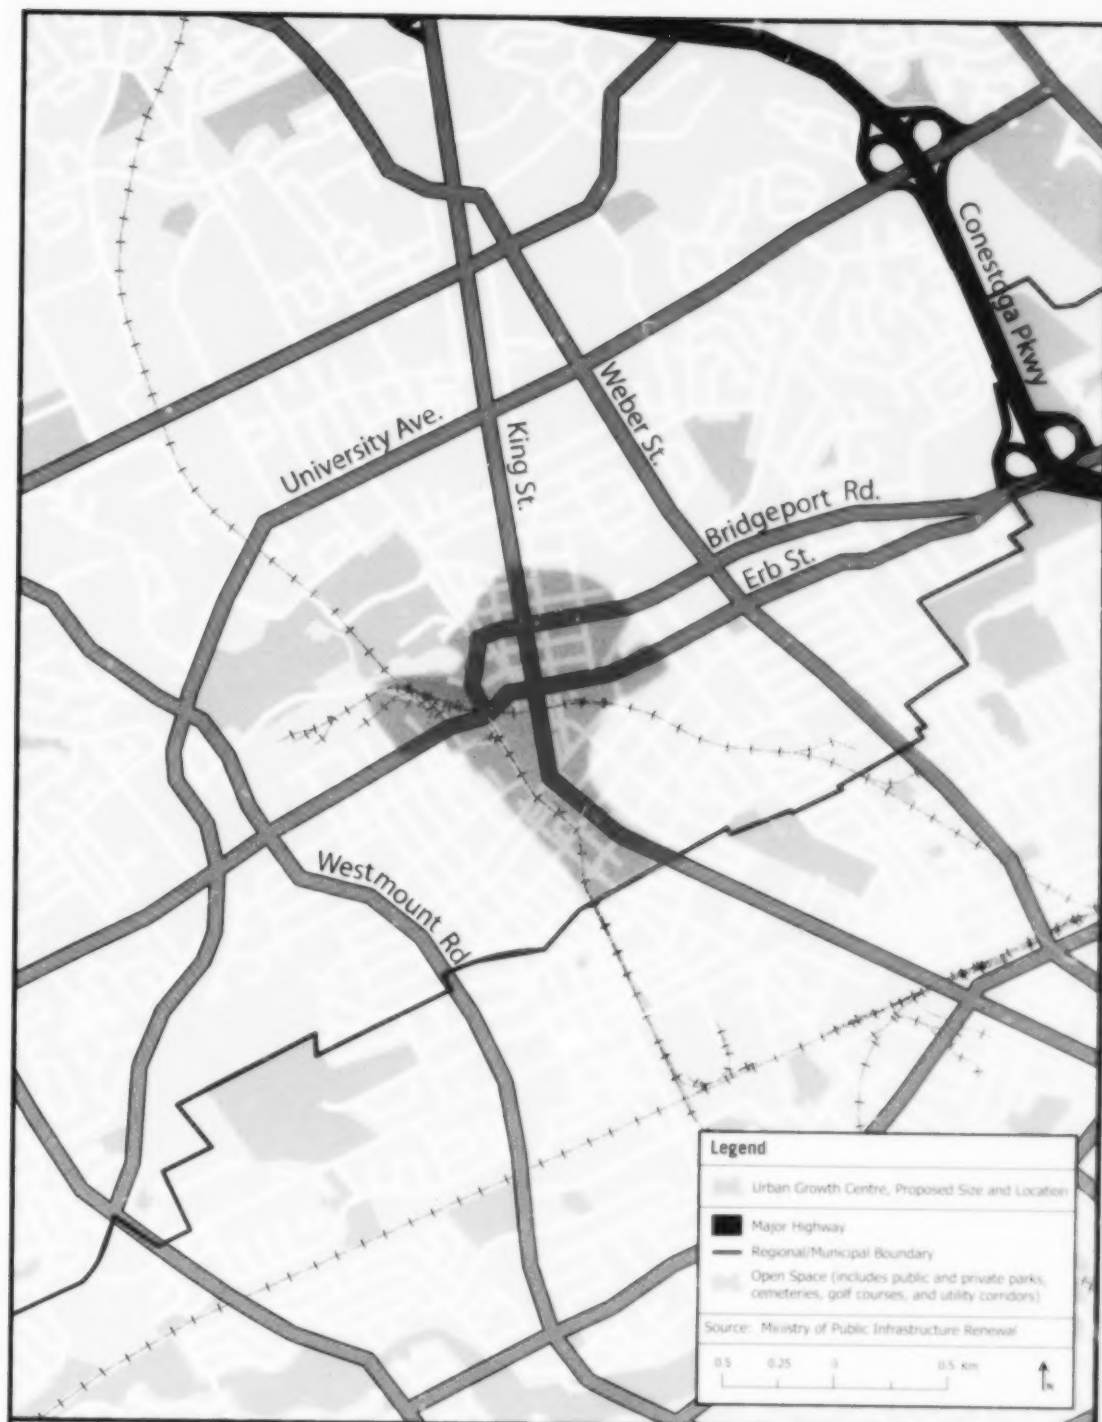 Conestoga Pkwy
University Ave.
King St.
Weber St.
Bridgeport Rd.
Erb St.
Westmount Rd.
Legend
Urban Growth Centre, Proposed Size and Location
Major Highway
Regional/Municipal Boundary
Open Space (includes public and private parks,
cemeteries, golf courses, and utility corridors)
Source: Ministry of Public Infrastructure Renewal
0.5 0.25 0 0.5 Km
N